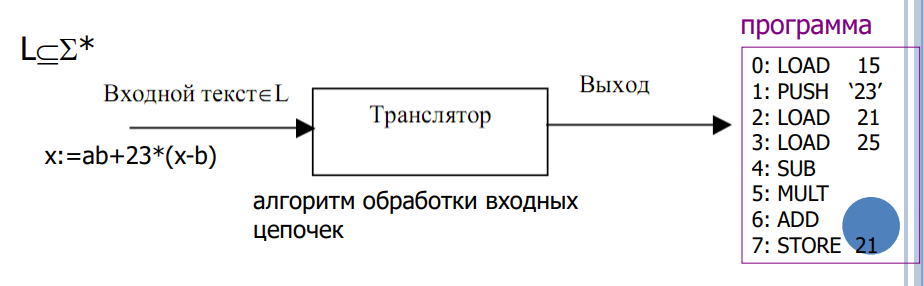 L⊆Σ*
Входной текст∈L
x:=ab+23*(x-b)
Транслятор
алгоритм обработки входных
цепочек
Выход
программа
0: LOAD 15
1: PUSH ‘23’
2: LOAD 21
3: LOAD 25
4: SUB
5: MULT
6: ADD
7: STORE 21